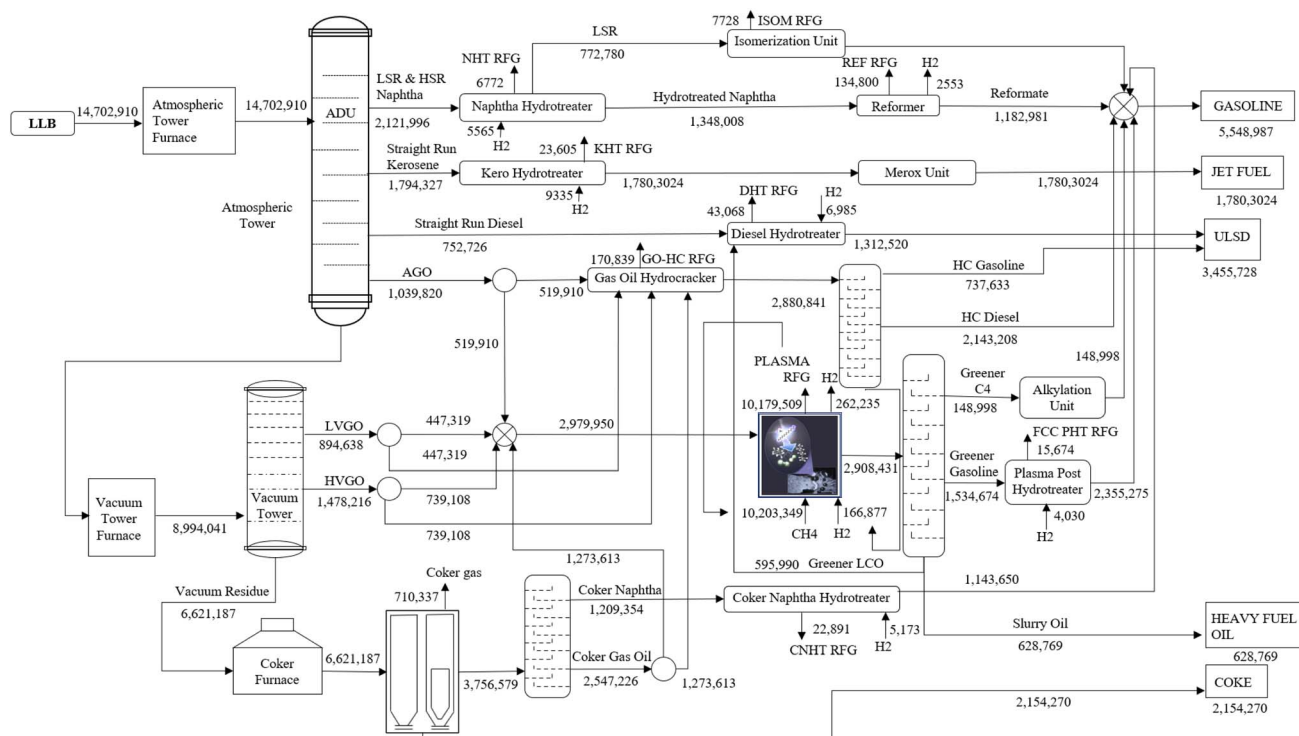 LSR
772,780
7728
ISOM RFG
Isomerization Unit
NHT RFG
6772
REF RFG
134,800
H2
2553
LLB
14,702,910
Atmospheric
Tower
Furnace
14,702,910
ADU
LSR & HSR
Naphtha
2,121,996
Naphtha Hydrotreater
5565
H2
Hydrotreated Naphtha
1,348,008
Reformer
Reformate
1,182,981
GASOLINE
5,548,987
Straight Run
Kerosene
1,794,327
23,605
KHT RFG
Kero Hydrotreater
9335
H2
1,780,3024
Merox Unit
1,780,3024
JET FUEL
1,780,3024
Atmospheric
Tower
Straight Run Diesel
752,726
DHT RFG
43,068
H2
6,985
Diesel Hydrotreater
1,312,520
ULSD
3,455,728
AGO
1,039,820
519,910
170,839
GO-HC RFG
Gas Oil Hydrocracker
2,880,841
HC Gasoline
737,633
HC Diesel
2,143,208
519,910
PLASMA
RFG
H2
10,179,509
262,235
148,998
Greener
C4
148,998
Alkylation
Unit
LVGO
894,638
447,319
447,319
2,979,950
2,908,431
FCC PHT RFG
15,674
Greener
Gasoline
1,534,674
Plasma Post
Hydrotreater
2,355,275
4,030
H2
HVGO
1,478,216
739,108
739,108
Vacuum
Tower
Vacuum
Tower
Furnace
8,994,041
10,203,349
CH4
166,877
H2
1,273,613
595,990
Greener LCO
1,143,650
Vacuum Residue
6,621,187
Coker gas
710,337
Coker Naphtha
1,209,354
Coker Naphtha Hydrotreater
22,891
CNHT RFG
5,173
H2
Slurry Oil
628,769
HEAVY FUEL
OIL
628,769
Coker
Furnace
6,621,187
3,756,579
Coker Gas Oil
2,547,226
1,273,613
2,154,270
COKE
2,154,270